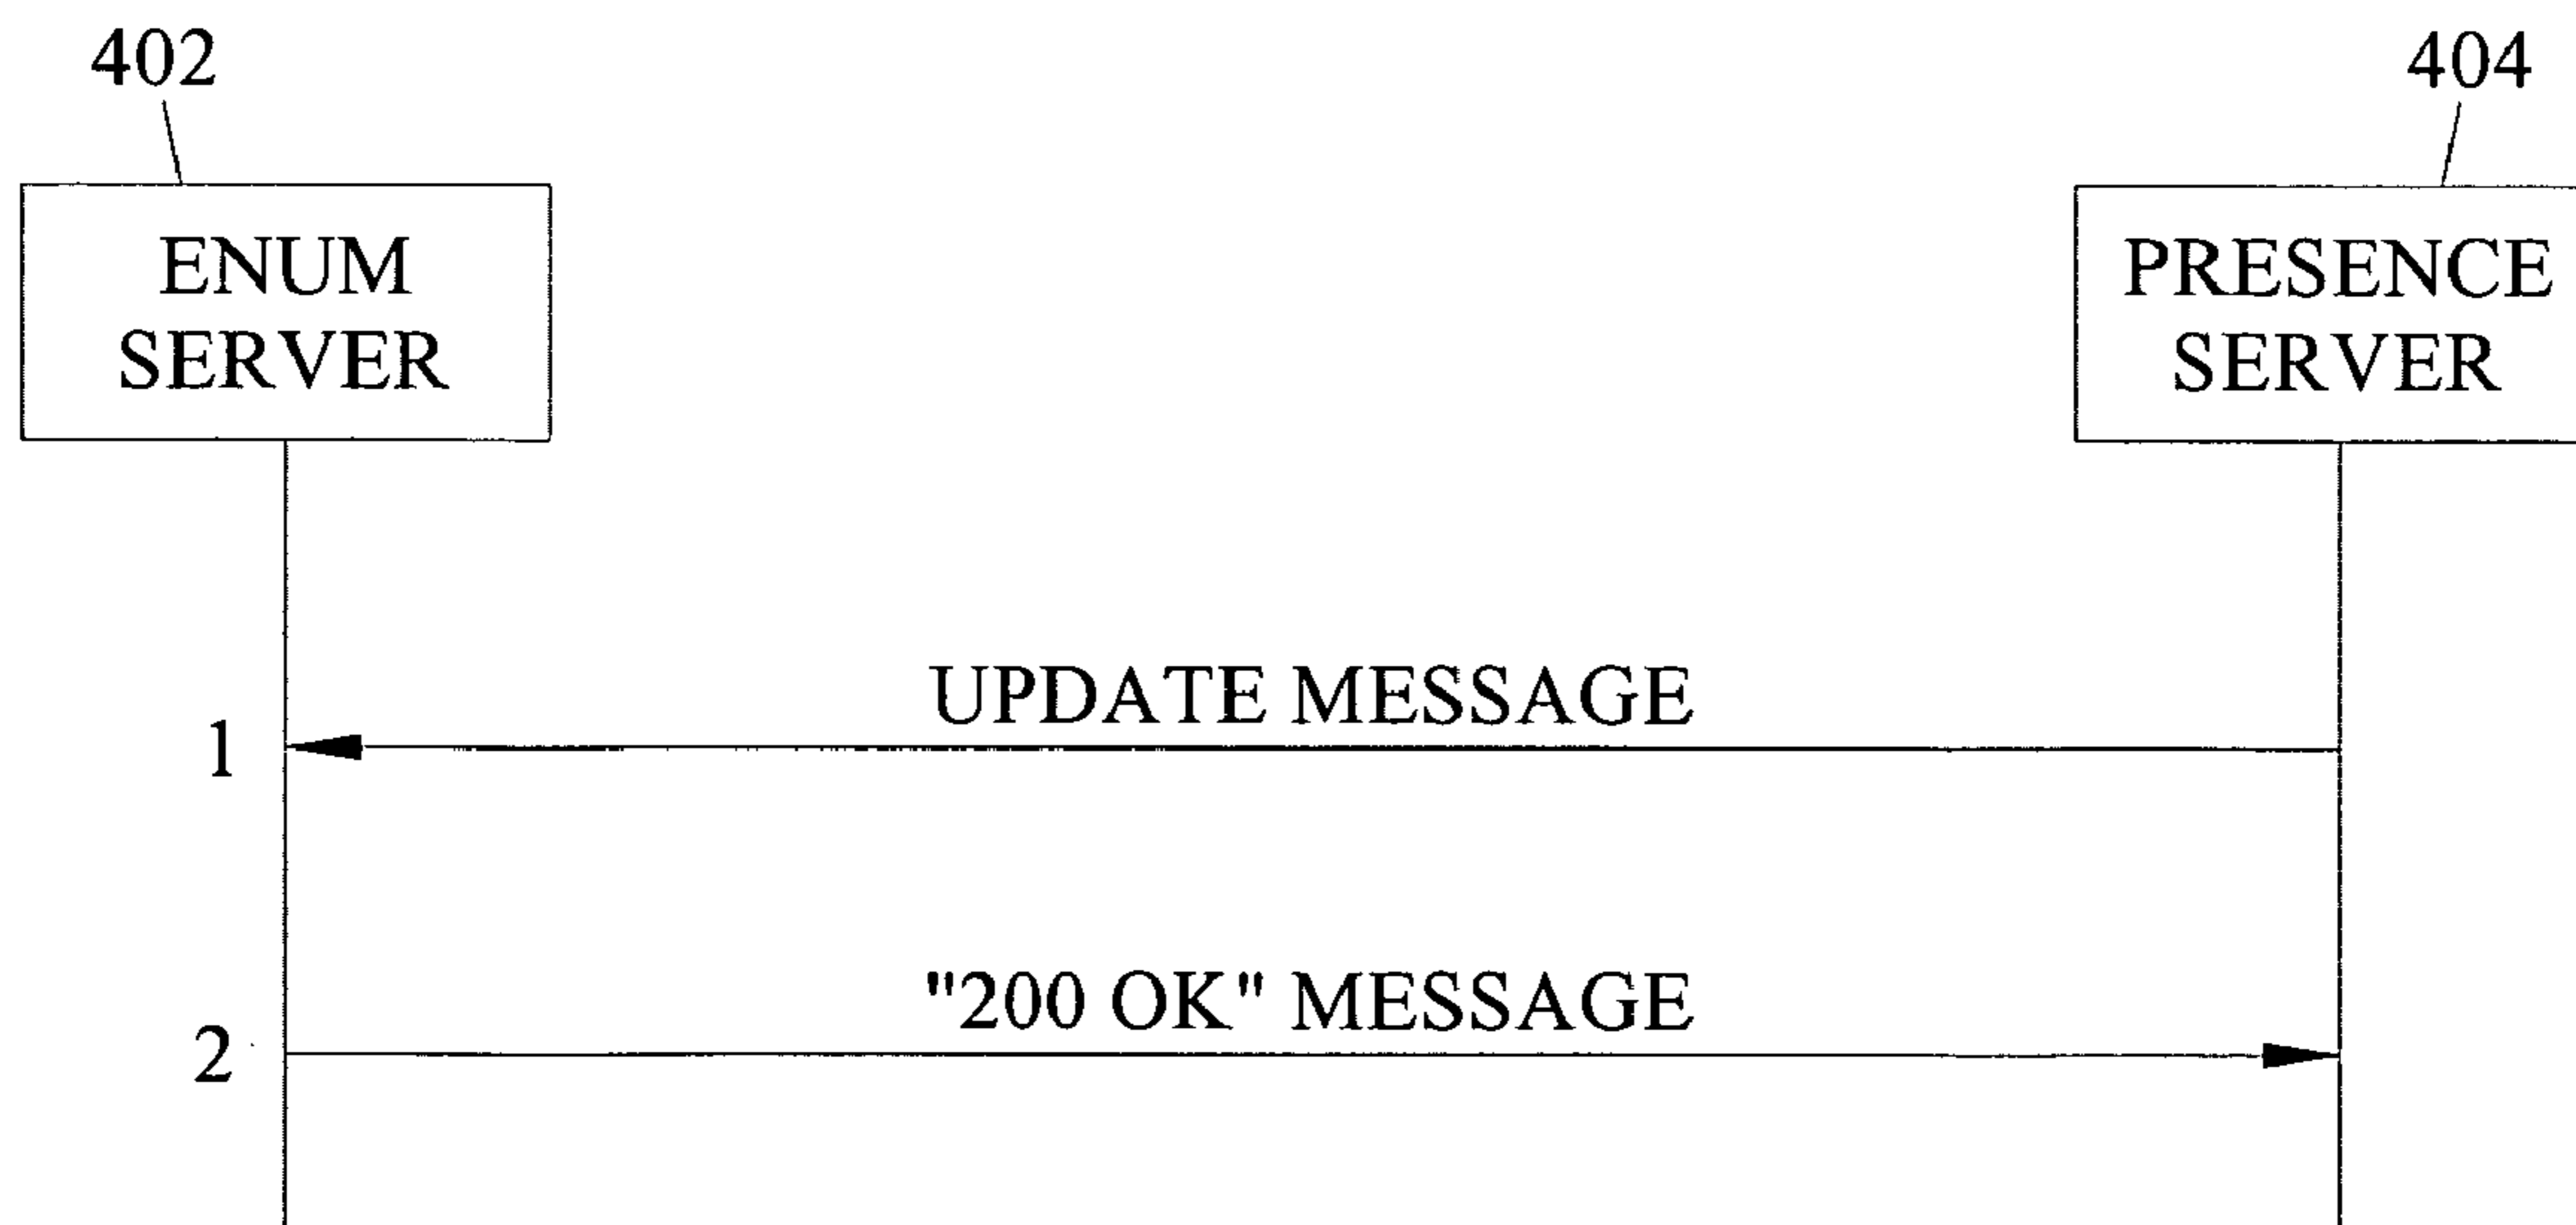 402
404
ENUM
SERVER
PRESENCE
SERVER
UPDATE MESSAGE
1
"200 OK" MESSAGE
2